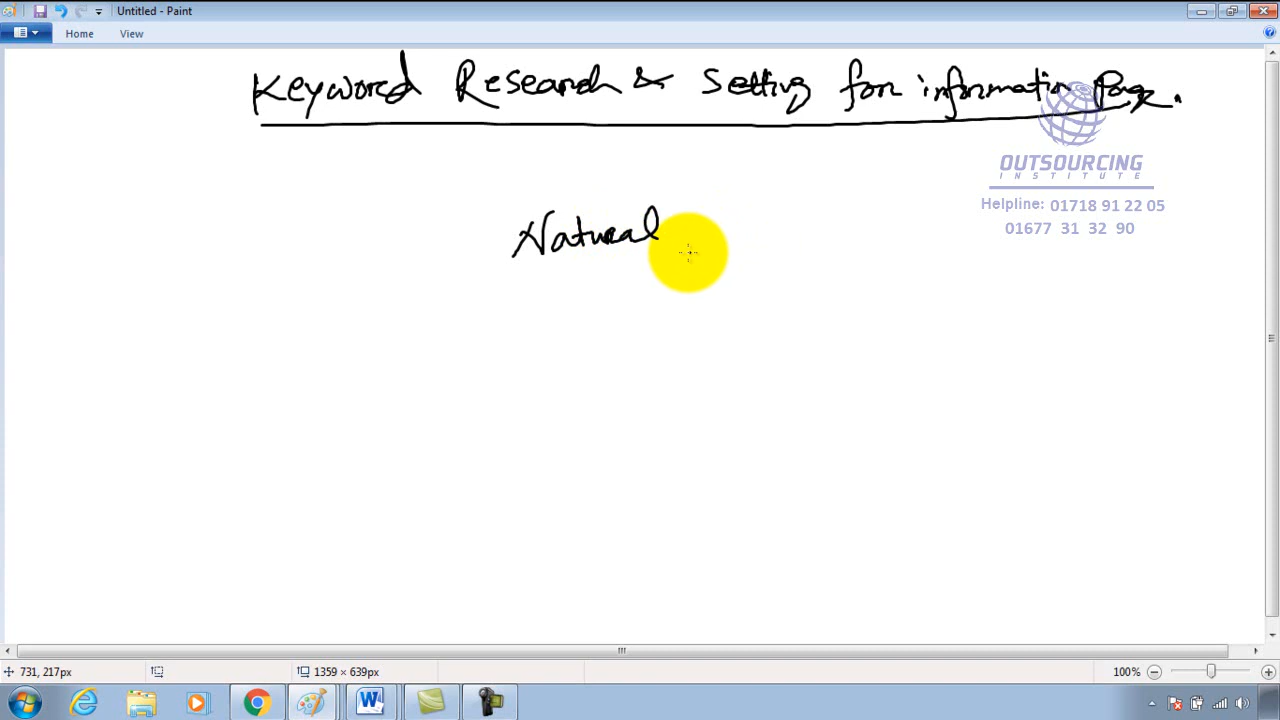 Untitled - Paint
Home View
Keyword Research & Setting for information Page.
OUTSOURCING
INSTITUTE
Helpline: 01718 91 22 05
01677 31 32 90
Natural
731, 217px
1359 × 639px
100%